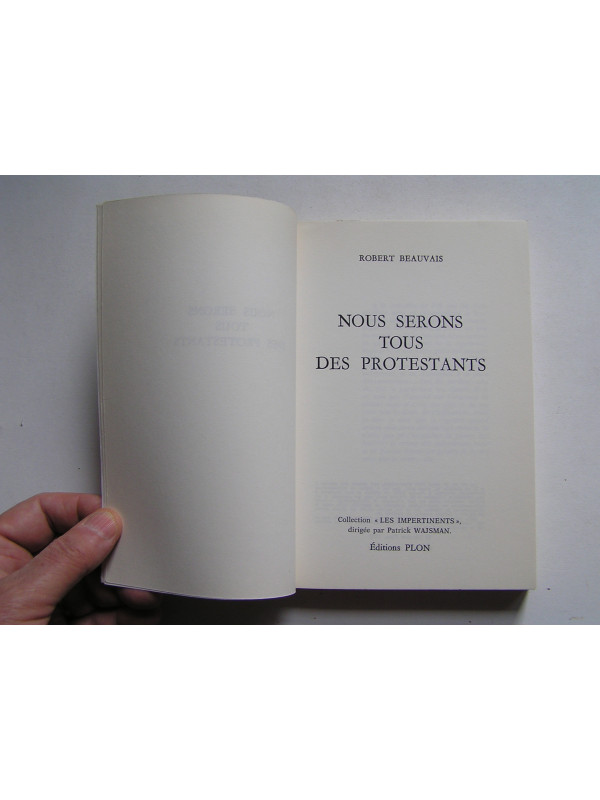 ROBERT BEAUVAIS
NOUS SERONS
TOUS
DES PROTESTANTS
Collection « LES IMPERTINENTS »,
dirigée par Patrick WAJSMAN.
Éditions PLON